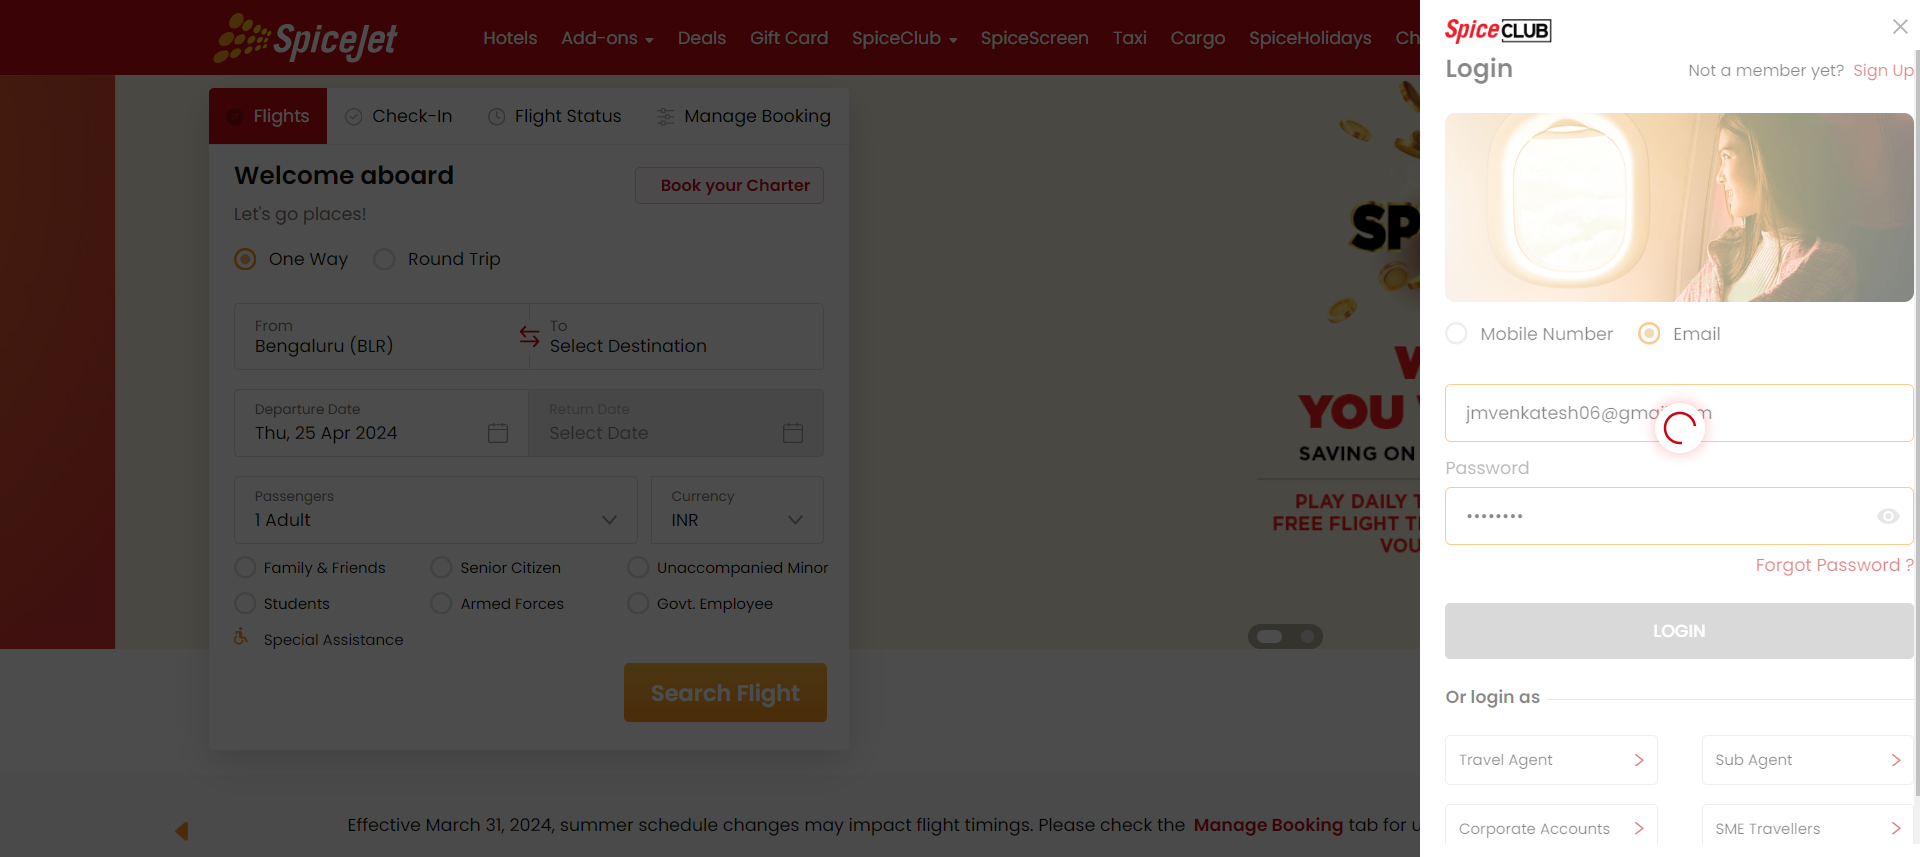 SpiceJet
Hotels
Add-ons
Deals
Gift Card
SpiceClub
SpiceScreen
Taxi
Cargo
SpiceHolidays
Flights
Check-In
Flight Status
Manage Booking
Welcome aboard
Book your Charter
Let's go places!
One Way
Round Trip
From
Bengaluru (BLR)
To
Select Destination
Departure Date
Thu, 25 Apr 2024
Return Date
Select Date
Passengers
1 Adult
Currency
INR
Family & Friends
Senior Citizen
Unaccompanied Minor
Students
Armed Forces
Govt. Employee
Special Assistance
Search Flight
YOU
SAVING ON
PLAY DAILY
FREE FLIGHT
Effective March 31, 2024, summer schedule changes may impact flight timings. Please check the Manage Booking tab for
SpiceCLUB
Login
Not a member yet? Sign Up
Mobile Number
Email
jmvenkatesh06@gmail.com
Password
Forgot Password ?
LOGIN
Or login as
Travel Agent
Sub Agent
Corporate Accounts
SME Travellers